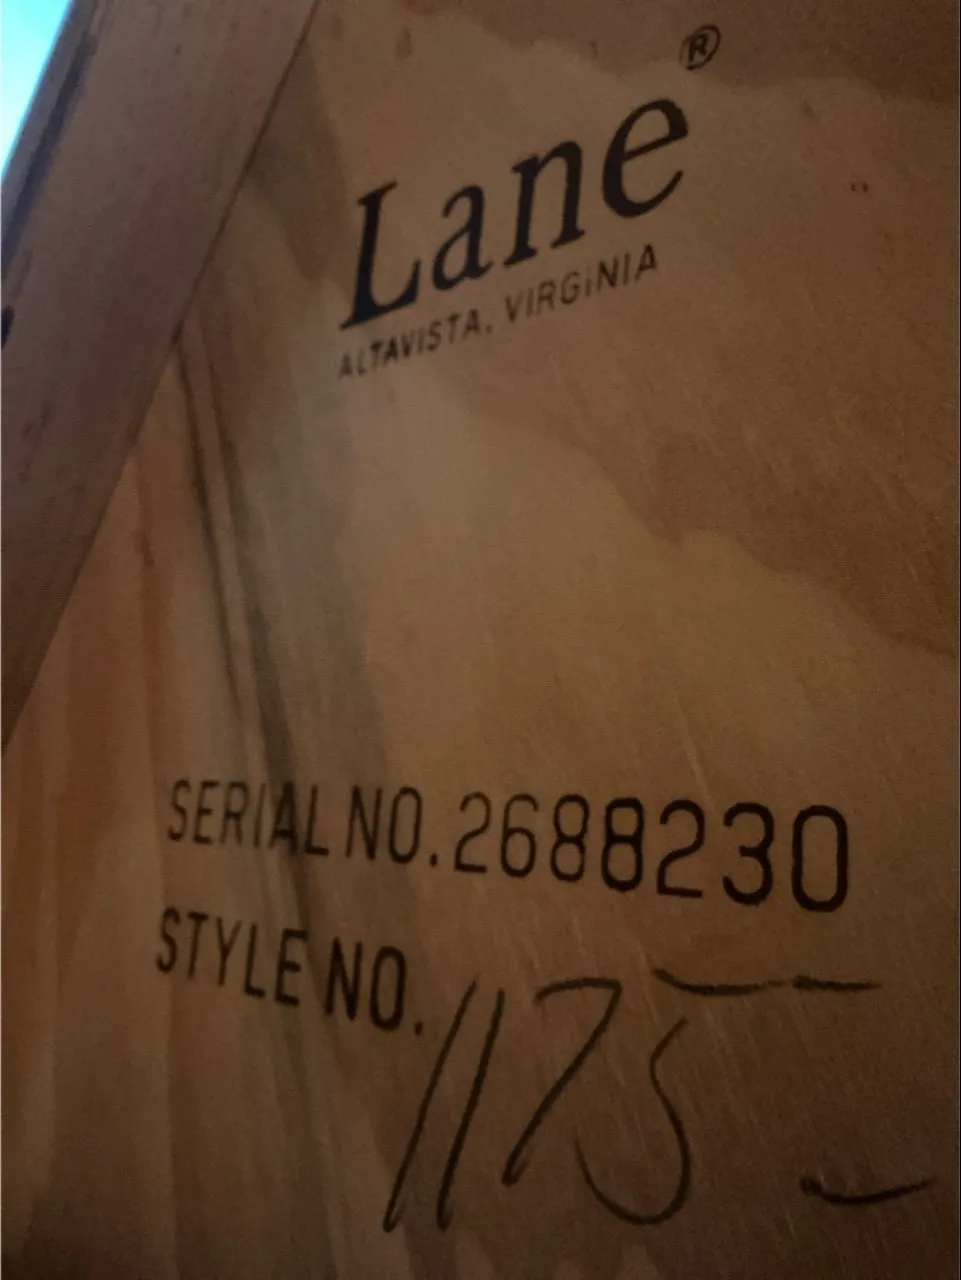 Lane®
ALTAVISTA, VIRGINIA
SERIAL NO. 2688230
STYLE NO. 1175